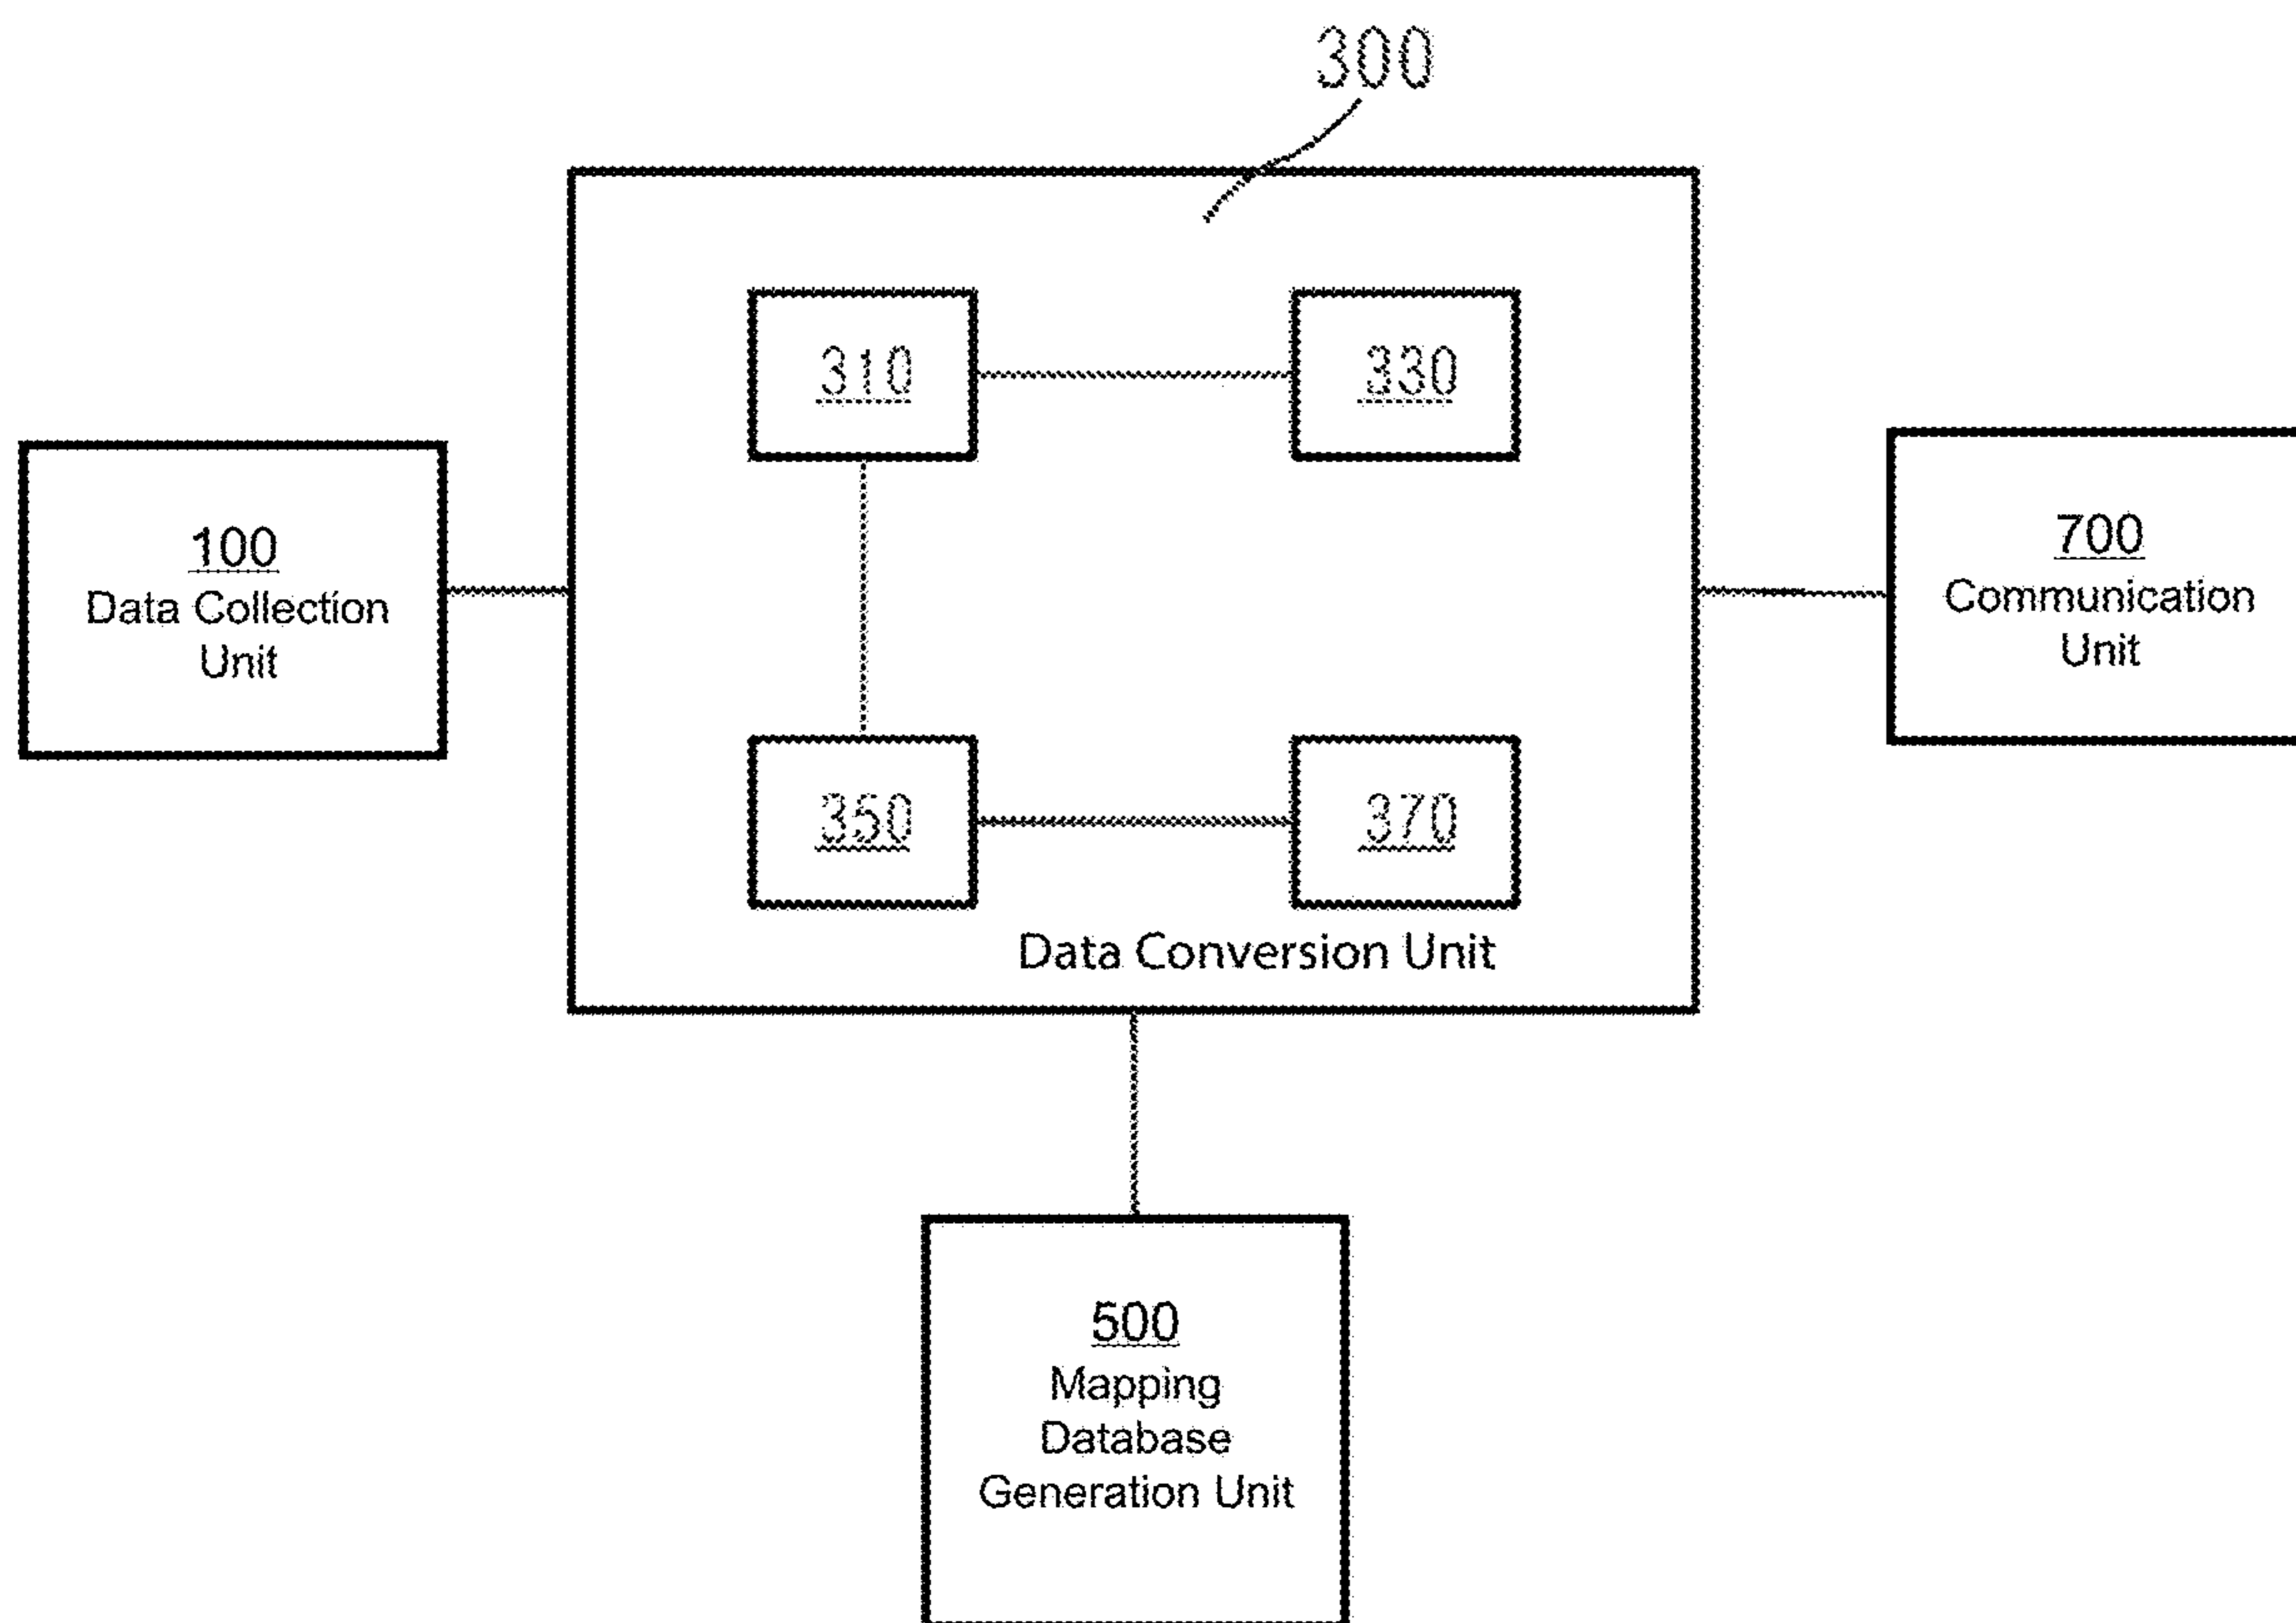 300
310
330
100
Data Collection
Unit
700
Communication
Unit
350
370
Data Conversion Unit
500
Mapping
Database
Generation Unit